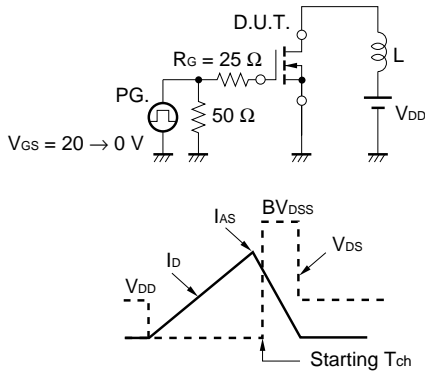 D.U.T.
RG = 25 Ω
L
PG.
50 Ω
VDD
VGS = 20 → 0 V
BVDSS
IAS
VDS
ID
VDD
Starting Tch